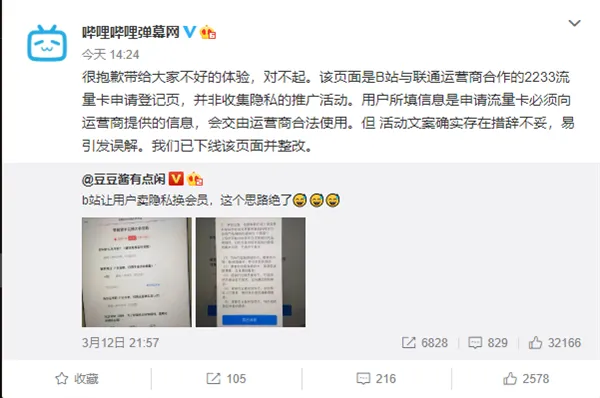 哔哩哔哩弹幕网
今天 14:24
很抱歉带给大家不好的体验，对不起。该页面是B站与联通运营商合作的2233流
量卡申请登记页，并非收集隐私的推广活动。用户所填信息是申请流量卡必须向
运营商提供的信息，会交由运营商合法使用。但 活动文案确实存在措辞不妥，易
引发误解。我们已下线该页面并整改。
@豆豆酱有点闲
b站让用户卖隐私换会员，这个思路绝了😅😅😅
3月12日 21:57
6828
829
32166
收藏
105
216
2578